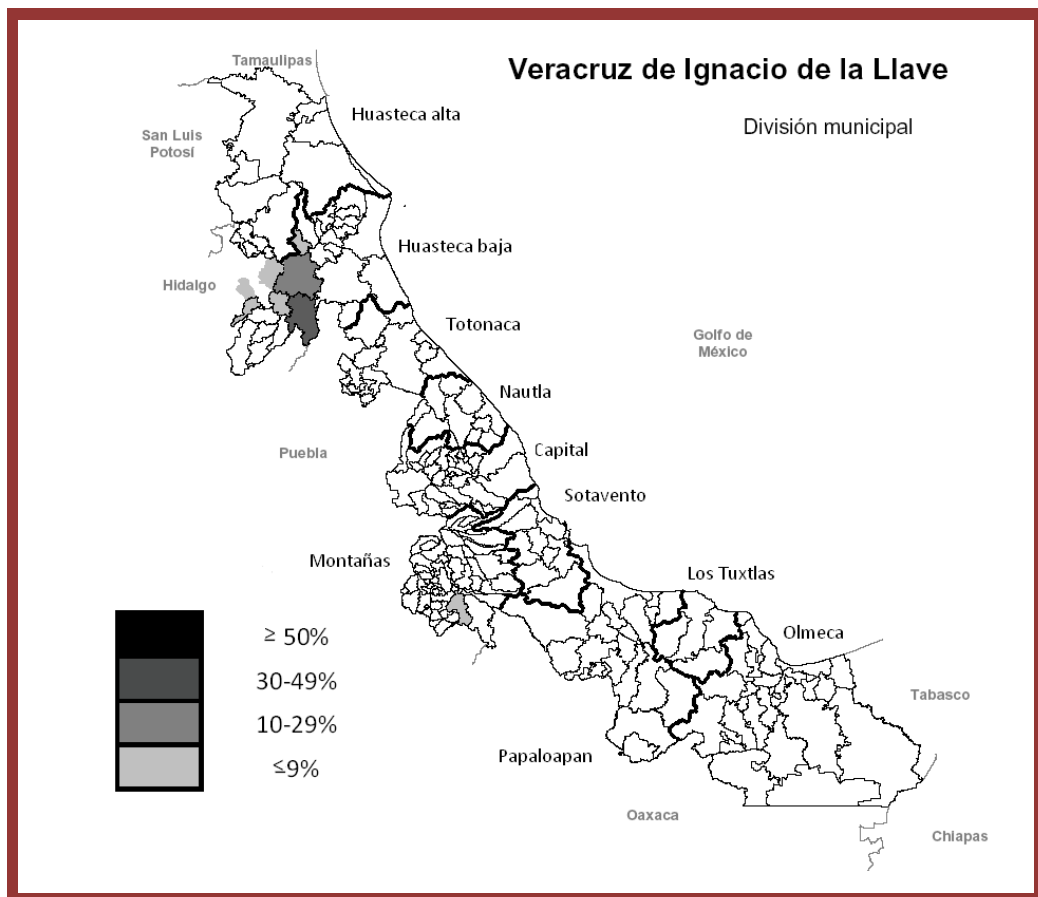 Veracruz de Ignacio de la Llave
División municipal
Tamaulipas
Huasteca alta
San Luis
Potosí
Huasteca baja
Hidalgo
Totonaca
Golfo de
México
Nautla
Puebla
Capital
Sotavento
Montañas
Los Tuxtlas
Olmeca
Tabasco
Papaloapan
Oaxaca
Chiapas
≥ 50%
30-49%
10-29%
≤9%